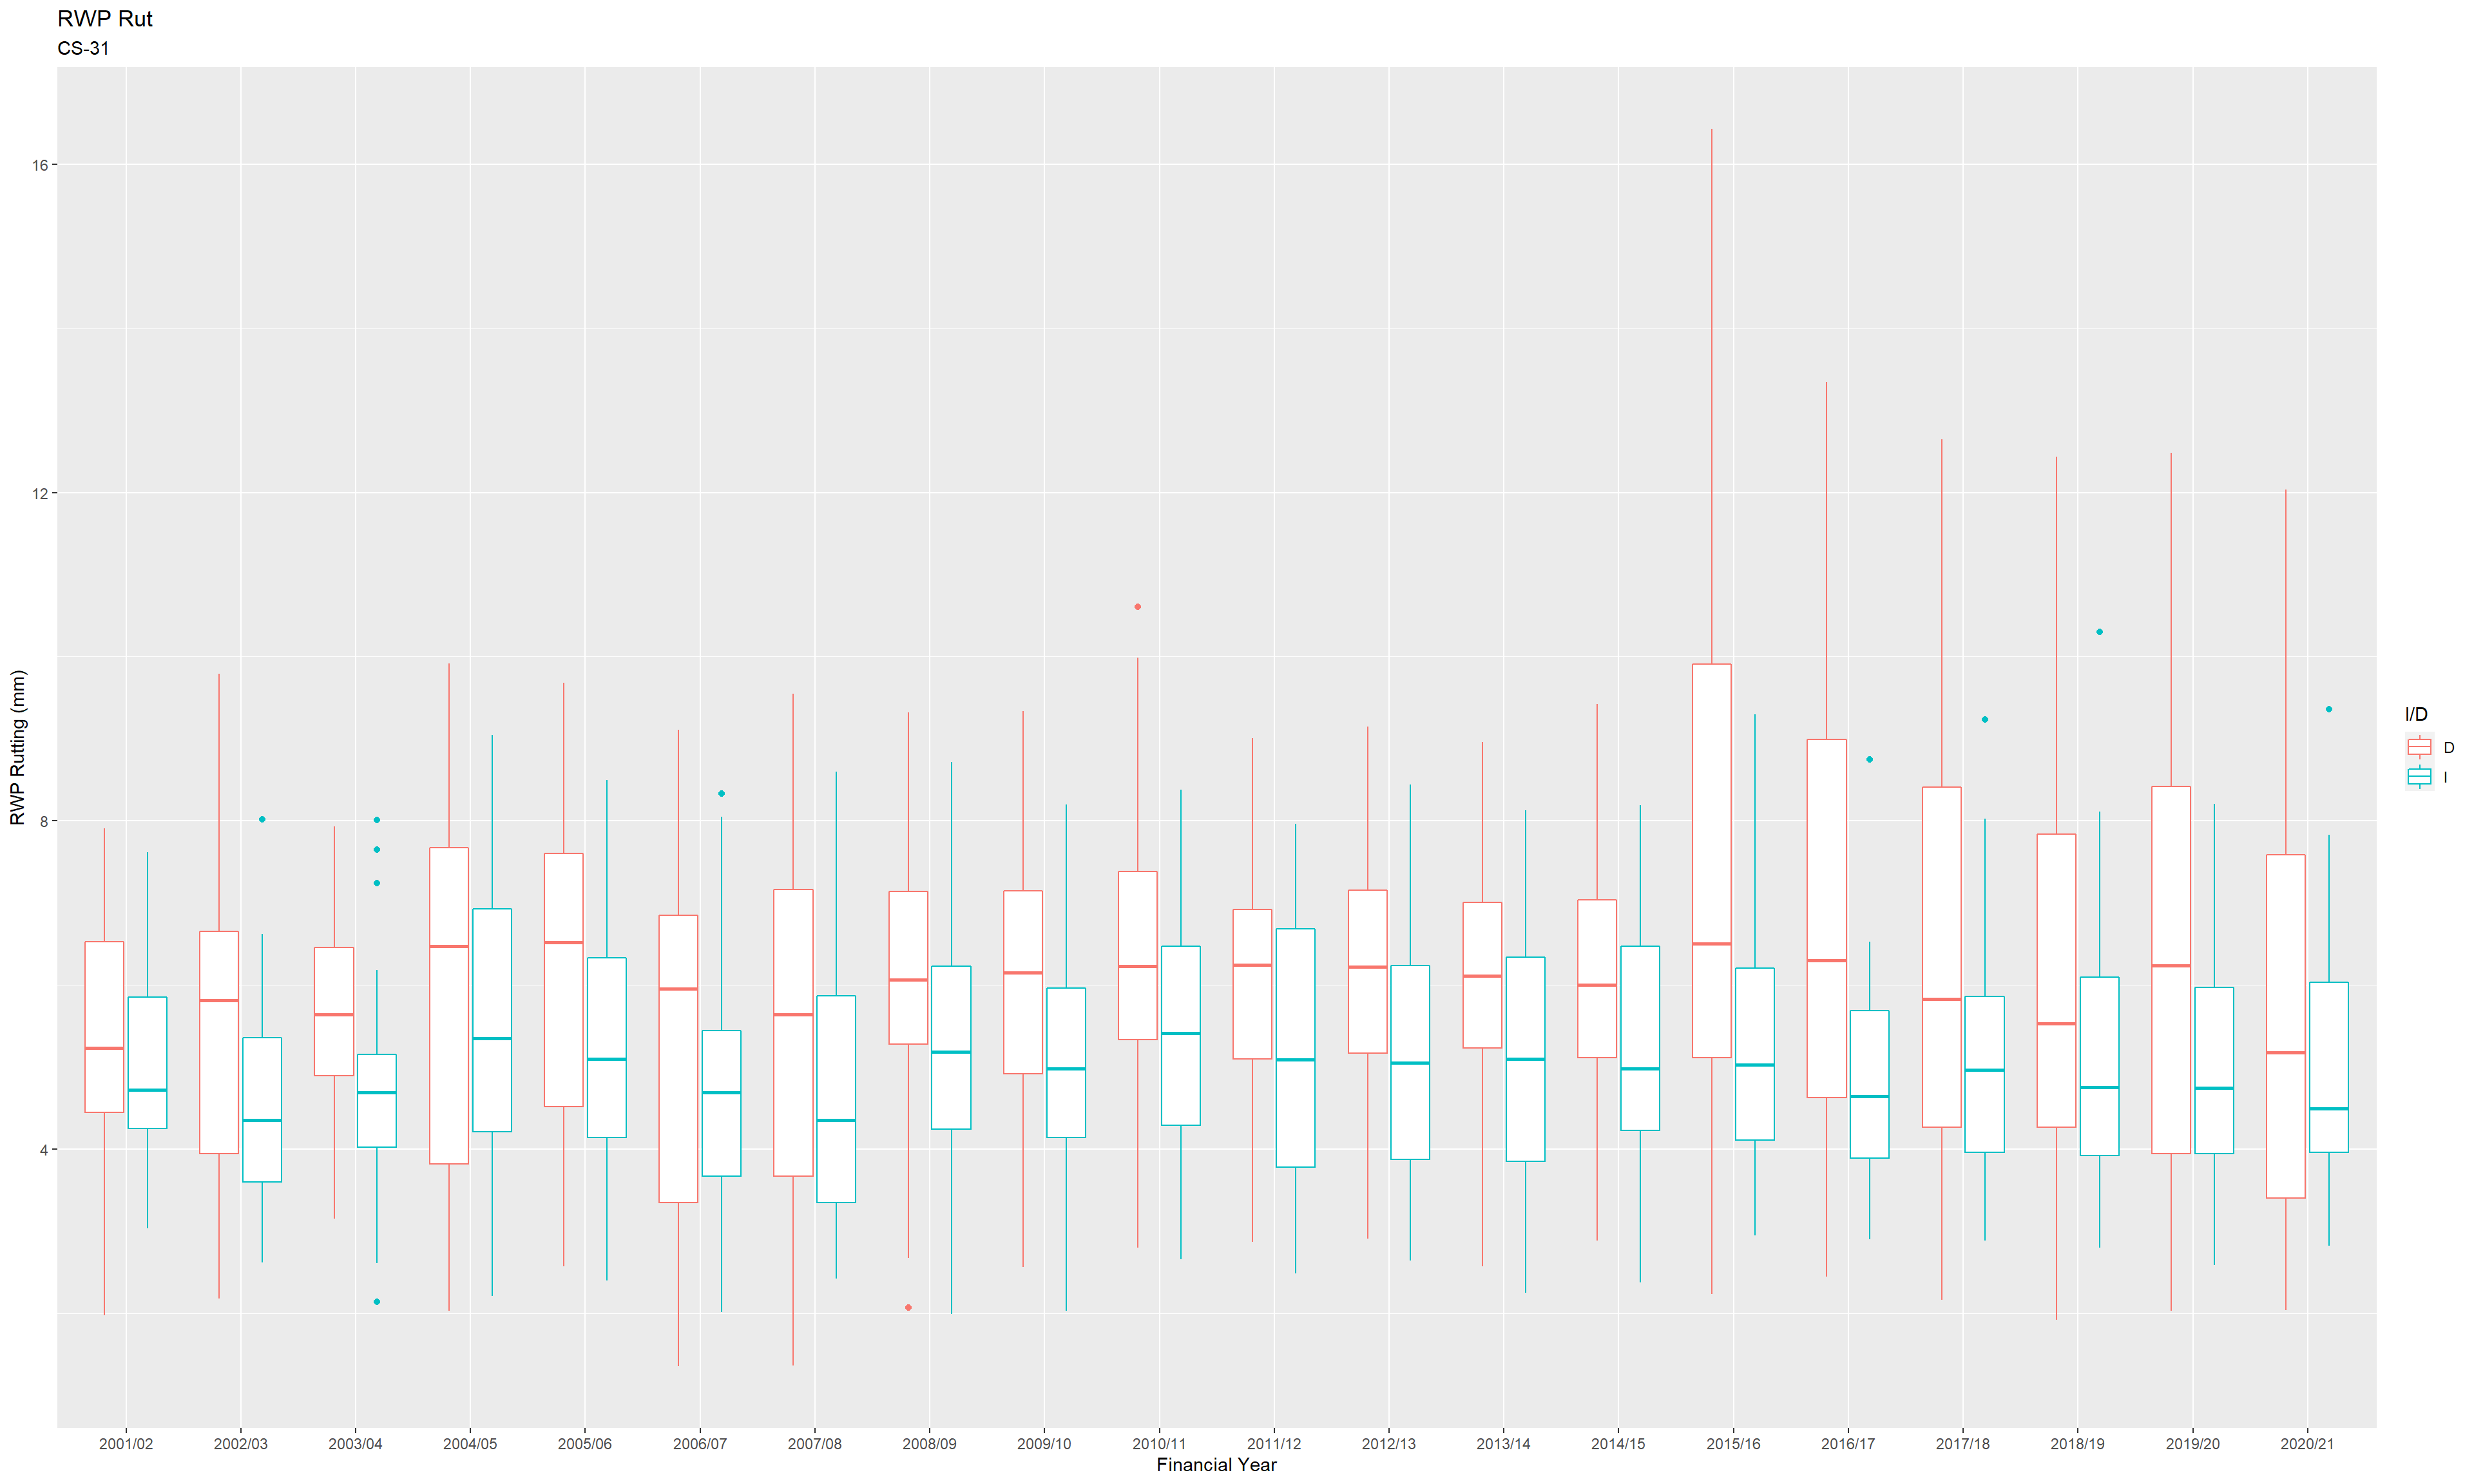 RWP Rut
CS-31
RWP Rutting (mm)
16
12
8
4
2001/02 2002/03 2003/04 2004/05 2005/06 2006/07 2007/08 2008/09 2009/10 2010/11 2011/12 2012/13 2013/14 2014/15 2015/16 2016/17 2017/18 2018/19 2019/20 2020/21
Financial Year
I/D
D
I